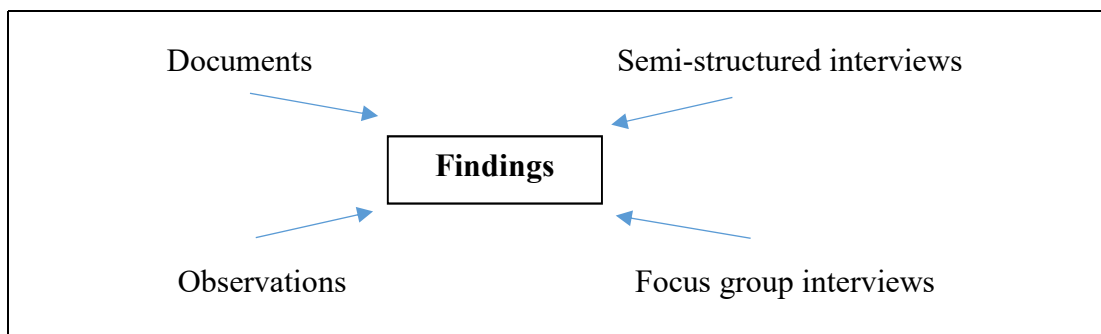 Documents
Semi-structured interviews
Findings
Observations
Focus group interviews